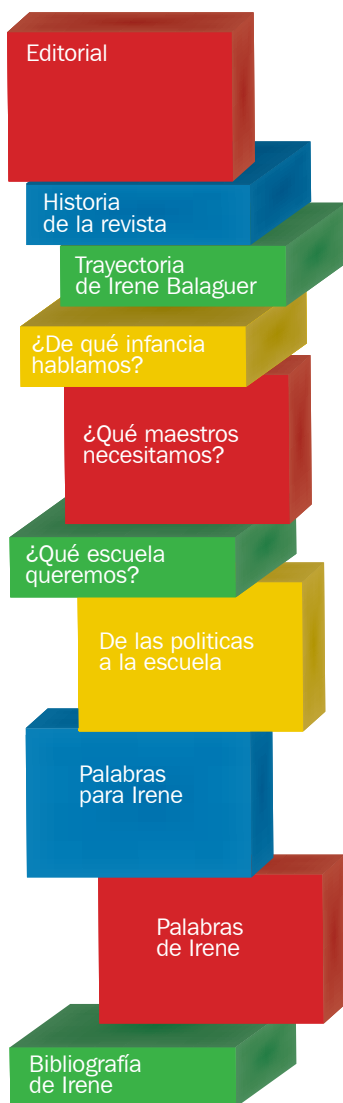 Editorial
Historia
de la revista
Trayectoria
de Irene Balaguer
¿De qué infancia
hablamos?
¿Qué maestros
necesitamos?
¿Qué escuela
queremos?
De las politicas
a la escuela
Palabras
para Irene
Palabras
de Irene
Bibliografía
de Irene